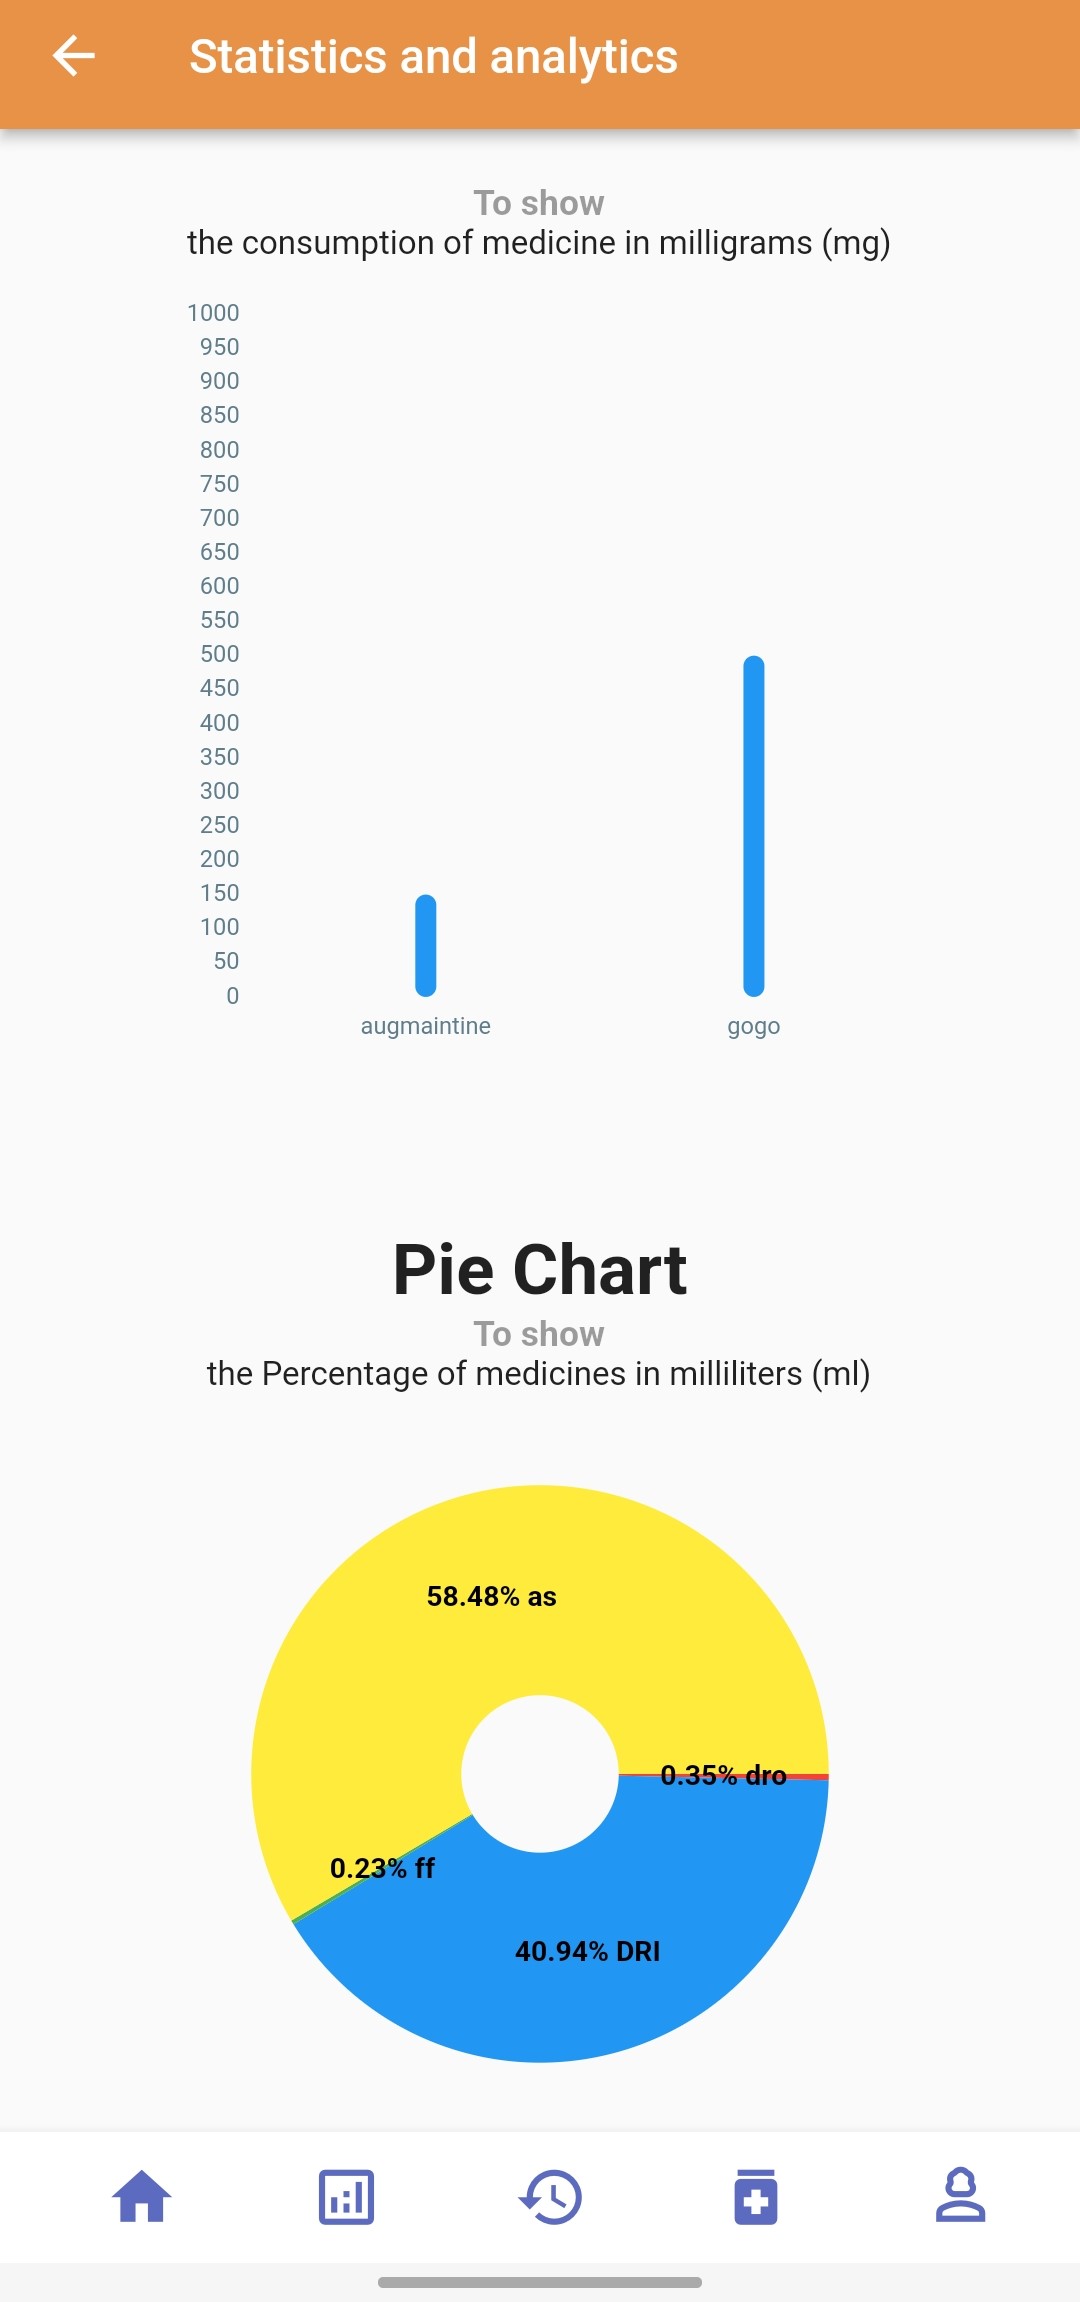 Statistics and analytics
To show
the consumption of medicine in milligrams (mg)
1000
950
900
850
800
750
700
650
600
550
500
450
400
350
300
250
200
150
100
50
0
augmaintine gogo
Pie Chart
To show
the Percentage of medicines in milliliters (ml)
58.48% as
0.35% dro
0.23% ff
40.94% DRI